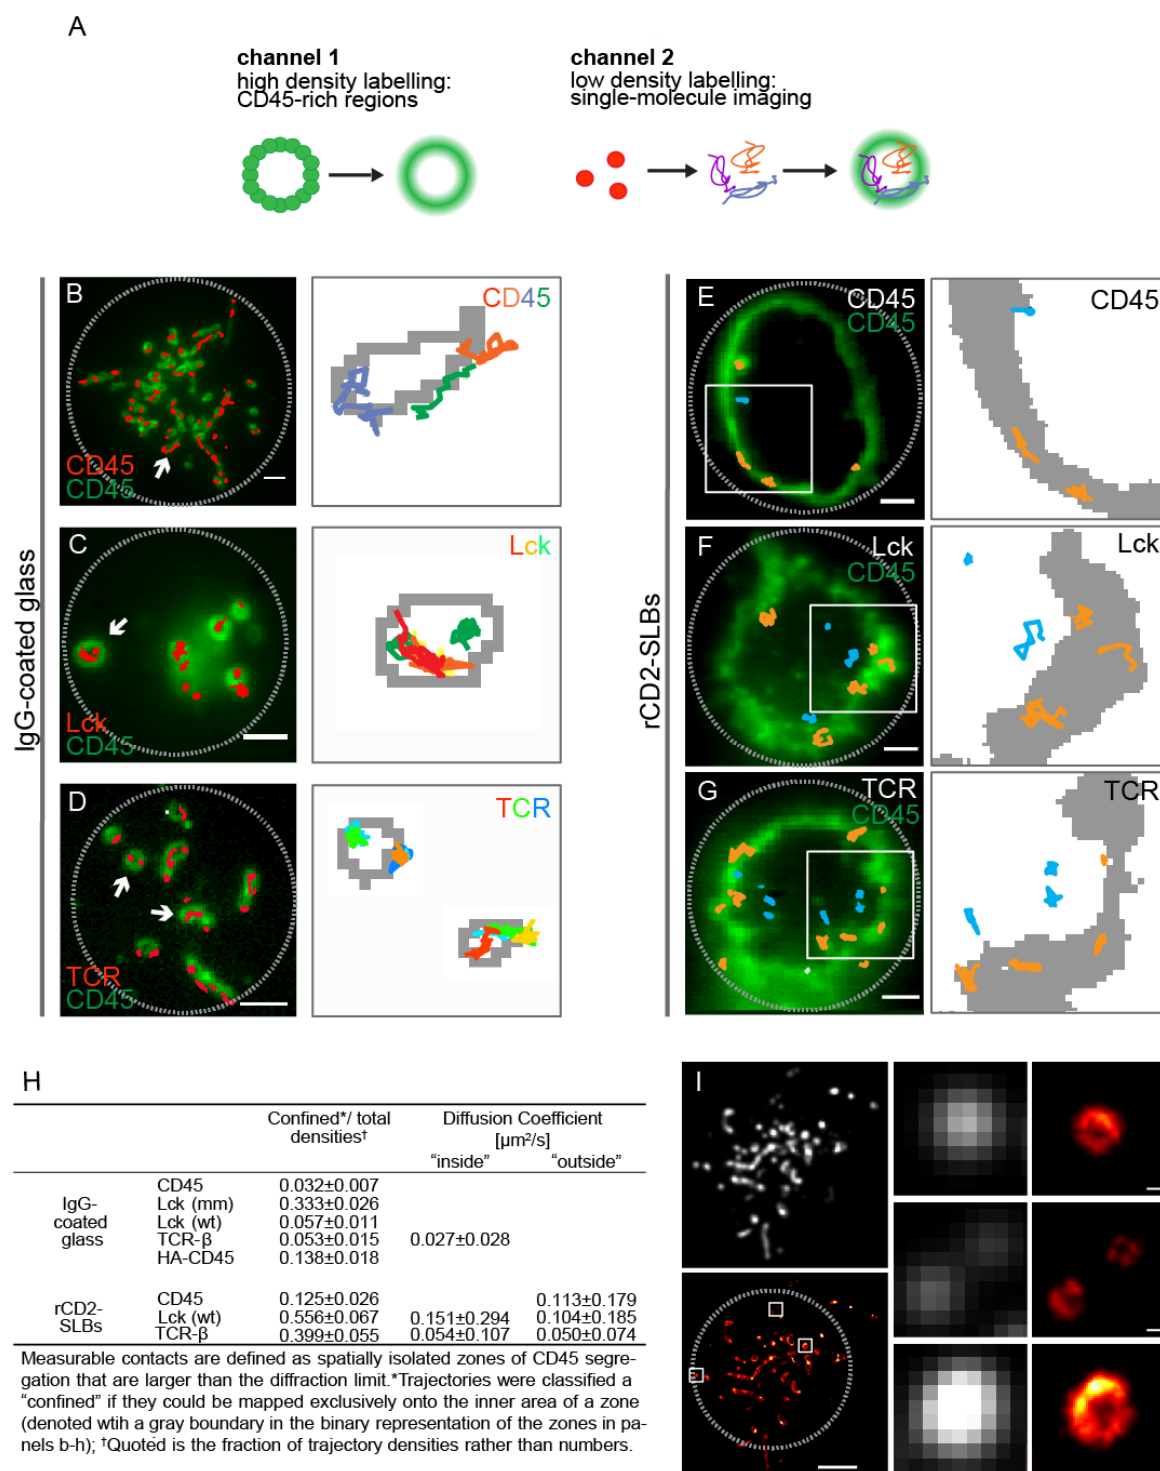 A
channel 1
high density labelling:
CD45-rich regions
channel 2
low density labelling:
single-molecule imaging
IgG-coated glass
B
CD45
CD45
CD45
C
Lck
CD45
Lck
D
TCR
CD45
TCR
rCD2-SLBs
E
CD45
CD45
CD45
F
Lck
CD45
Lck
G
TCR
CD45
TCR
H
Confined*/ total densities† Diffusion Coefficient
[µm²/s]
"inside" "outside"
IgG-coated glass
CD45 0.032±0.007
Lck (mm) 0.333±0.026
Lck (wt) 0.057±0.011
TCR-β 0.053±0.015 0.027±0.028
HA-CD45 0.138±0.018
rCD2-SLBs
CD45 0.125±0.026 0.113±0.179
Lck (wt) 0.556±0.067 0.151±0.294 0.104±0.185
TCR-β 0.399±0.055 0.054±0.107 0.050±0.074
Measurable contacts are defined as spatially isolated zones of CD45 segre-
gation that are larger than the diffraction limit.*Trajectories were classified a
"confined" if they could be mapped exclusively onto the inner area of a zone
(denoted wtih a gray boundary in the binary representation of the zones in pa-
nels b-h); †Quoted is the fraction of trajectory densities rather than numbers.
I